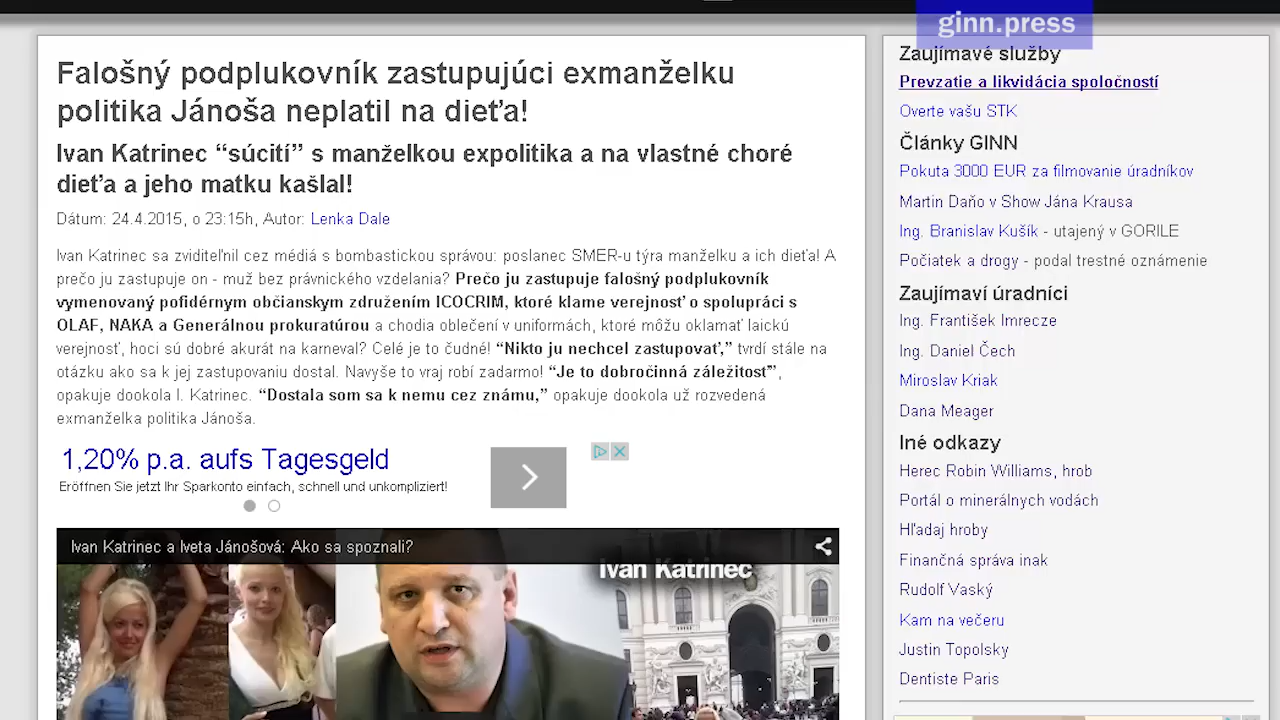 ginn.press
Falošný podplukovník zastupujúci exmanželku
politika Jánoša neplatil na dieťa!
Ivan Katrinec “súcití” s manželkou expolitika a na vlastné choré
dieťa a jeho matku kašlal!
Dátum: 24.4.2015, o 23:15h, Autor: Lenka Dale
Ivan Katrinec sa zviditeľnil cez médiá s bombastickou správou: poslanec SMER-u týra manželku a ich dieťa! A
prečo ju zastupuje on - muž bez právnického vzdelania? Prečo ju zastupuje falošný podplukovník
vymenovaný pofidérnym občianskym združením ICOCRIM, ktoré klame verejnosť o spolupráci s
OLAF, NAKA a Generálnou prokuratúrou a chodia oblečení v uniformách, ktoré môžu oklamať laickú
verejnosť, hoci sú dobré akurát na karneval? Celé je to čudné! “Nikto ju nechcel zastupovať,” tvrdí stále na
otázku ako sa k jej zastupovaniu dostal. Navyše to vraj robí zadarmo! “Je to dobročinná záležitosť”,
opakuje dookola I. Katrinec. “Dostala som sa k nemu cez známu,” opakuje dookola už rozvedená
exmanželka politika Jánoša.
1,20% p.a. aufs Tagesgeld
Eröffnen Sie jetzt Ihr Sparkonto einfach, schnell und unkompliziert!
Ivan Katrinec a Iveta Jánošová: Ako sa spoznali?
Ivan Katrinec
Zaujímavé služby
Prevzatie a likvidácia spoločností
Overte vašu STK
Články GINN
Pokuta 3000 EUR za filmovanie úradníkov
Martin Daňo v Show Jána Krausa
Ing. Branislav Kušík - utajený v GORILE
Počiatek a drogy - podal trestné oznámenie
Zaujímaví úradníci
Ing. František Imrecze
Ing. Daniel Čech
Miroslav Kriak
Dana Meager
Iné odkazy
Herec Robin Williams, hrob
Portál o minerálnych vodách
Hľadaj hroby
Finančná správa inak
Rudolf Vaský
Kam na večeru
Justin Topolsky
Dentiste Paris